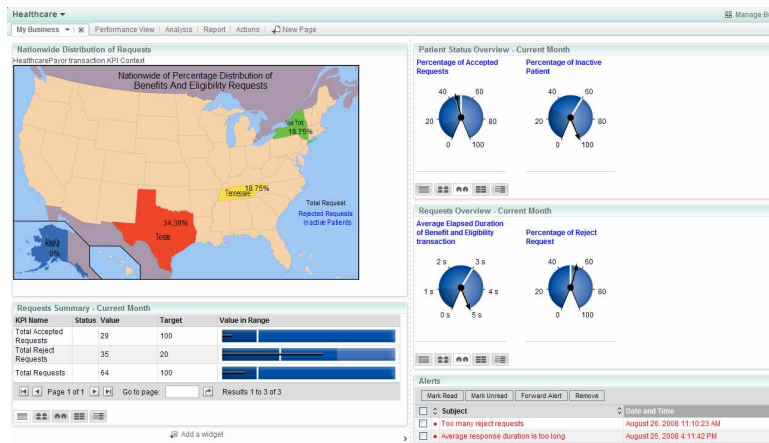 Healthcare
Manage B
My Business
Performance View
Analysis
Report
Actions
New Page
Nationwide Distribution of Requests
HealthcarePayor transaction KPI Context
Nationwide of Percentage Distribution of
Benefits And Eligibility Requests
New York
18.75%
Tennessee
18.75%
Texas
34.38%
Alaska
0%
Total Request
Rejected Requests
Inactive Patients
Requests Summary - Current Month
KPI Name Status Value Target Value in Range
Total Accepted
Requests
29 100
Total Reject
Requests
35 20
Total Requests 64 100
Page 1 of 1 Go to page: Results 1 to 3 of 3
Add a widget
Patient Status Overview - Current Month
Percentage of Accepted
Requests
0 20 40 60 80 100
Percentage of Inactive
Patient
0 20 40 60 80 100
Requests Overview - Current Month
Average Elapsed Duration
of Benefit and Eligibility
transaction
0 s 1 s 2 s 3 s 4 s 5 s
Percentage of Reject
Request
0 20 40 60 80 100
Alerts
Mark Read Mark Unread Forward Alert Remove
Subject Date and Time
Too many reject requests August 26, 2008 11:10:23 AM
Average response duration is too long August 25, 2008 4:11:42 PM